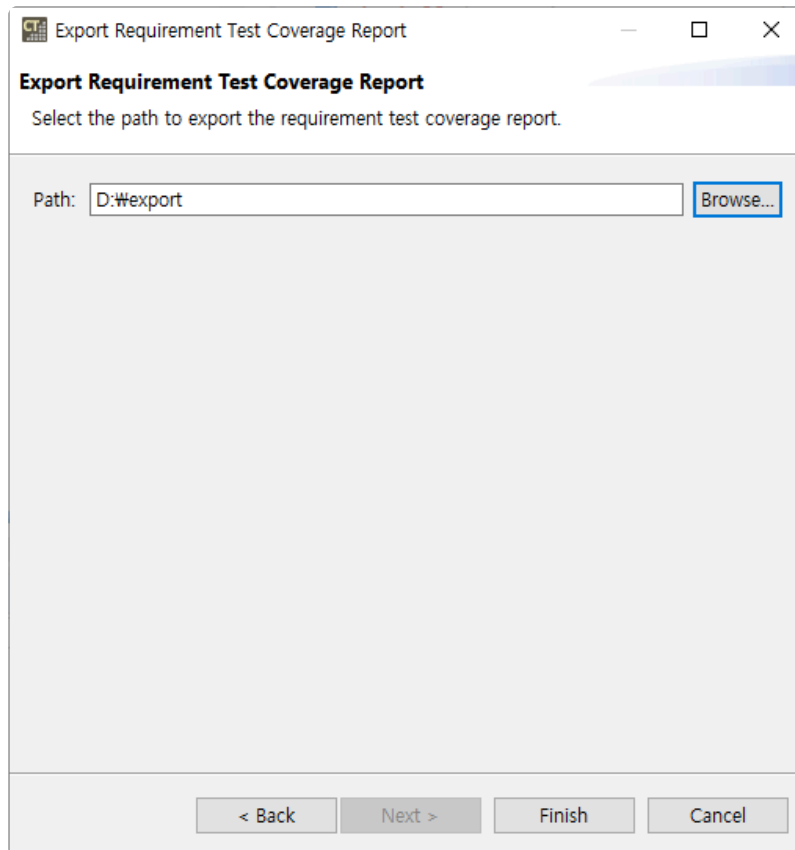 CT Export Requirement Test Coverage Report
Export Requirement Test Coverage Report
Select the path to export the requirement test coverage report.
Path: D:₩export Browse...
< Back Next > Finish Cancel